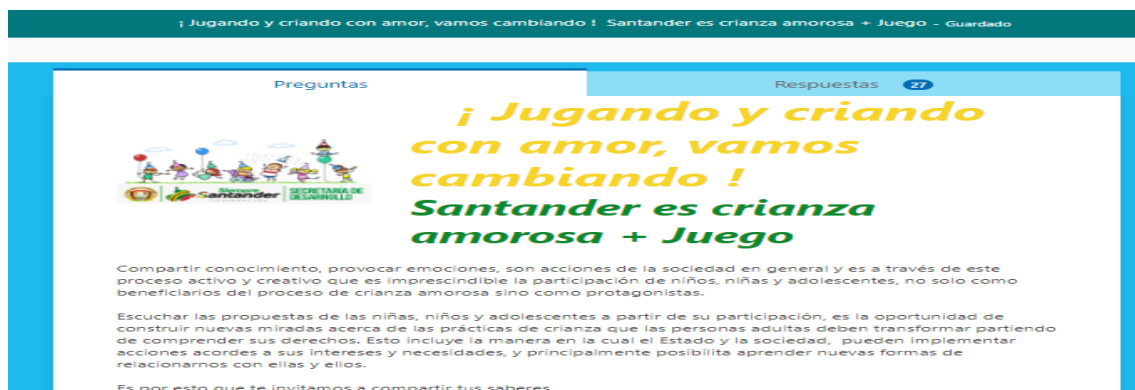 ¡ Jugando y criando con amor, vamos cambiando ! Santander es crianza amorosa + Juego - Guardado
Preguntas
Respuestas 27
¡ Jugando y criando
con amor, vamos
cambiando !
Santander es crianza
amorosa + Juego
Siempre
Santander
SECRETARIA DE
DESARROLLO
Compartir conocimiento, provocar emociones, son acciones de la sociedad en general y es a través de este
proceso activo y creativo que es imprescindible la participación de niños, niñas y adolescentes, no solo como
beneficiarios del proceso de crianza amorosa sino como protagonistas.
Escuchar las propuestas de las niñas, niños y adolescentes a partir de su participación, es la oportunidad de
construir nuevas miradas acerca de las prácticas de crianza que las personas adultas deben transformar partiendo
de comprender sus derechos. Esto incluye la manera en la cual el Estado y la sociedad, pueden implementar
acciones acordes a sus intereses y necesidades, y principalmente posibilita aprender nuevas formas de
relacionarnos con ellas y ellos.
Es por esto que te invitamos a compartir tus saberes